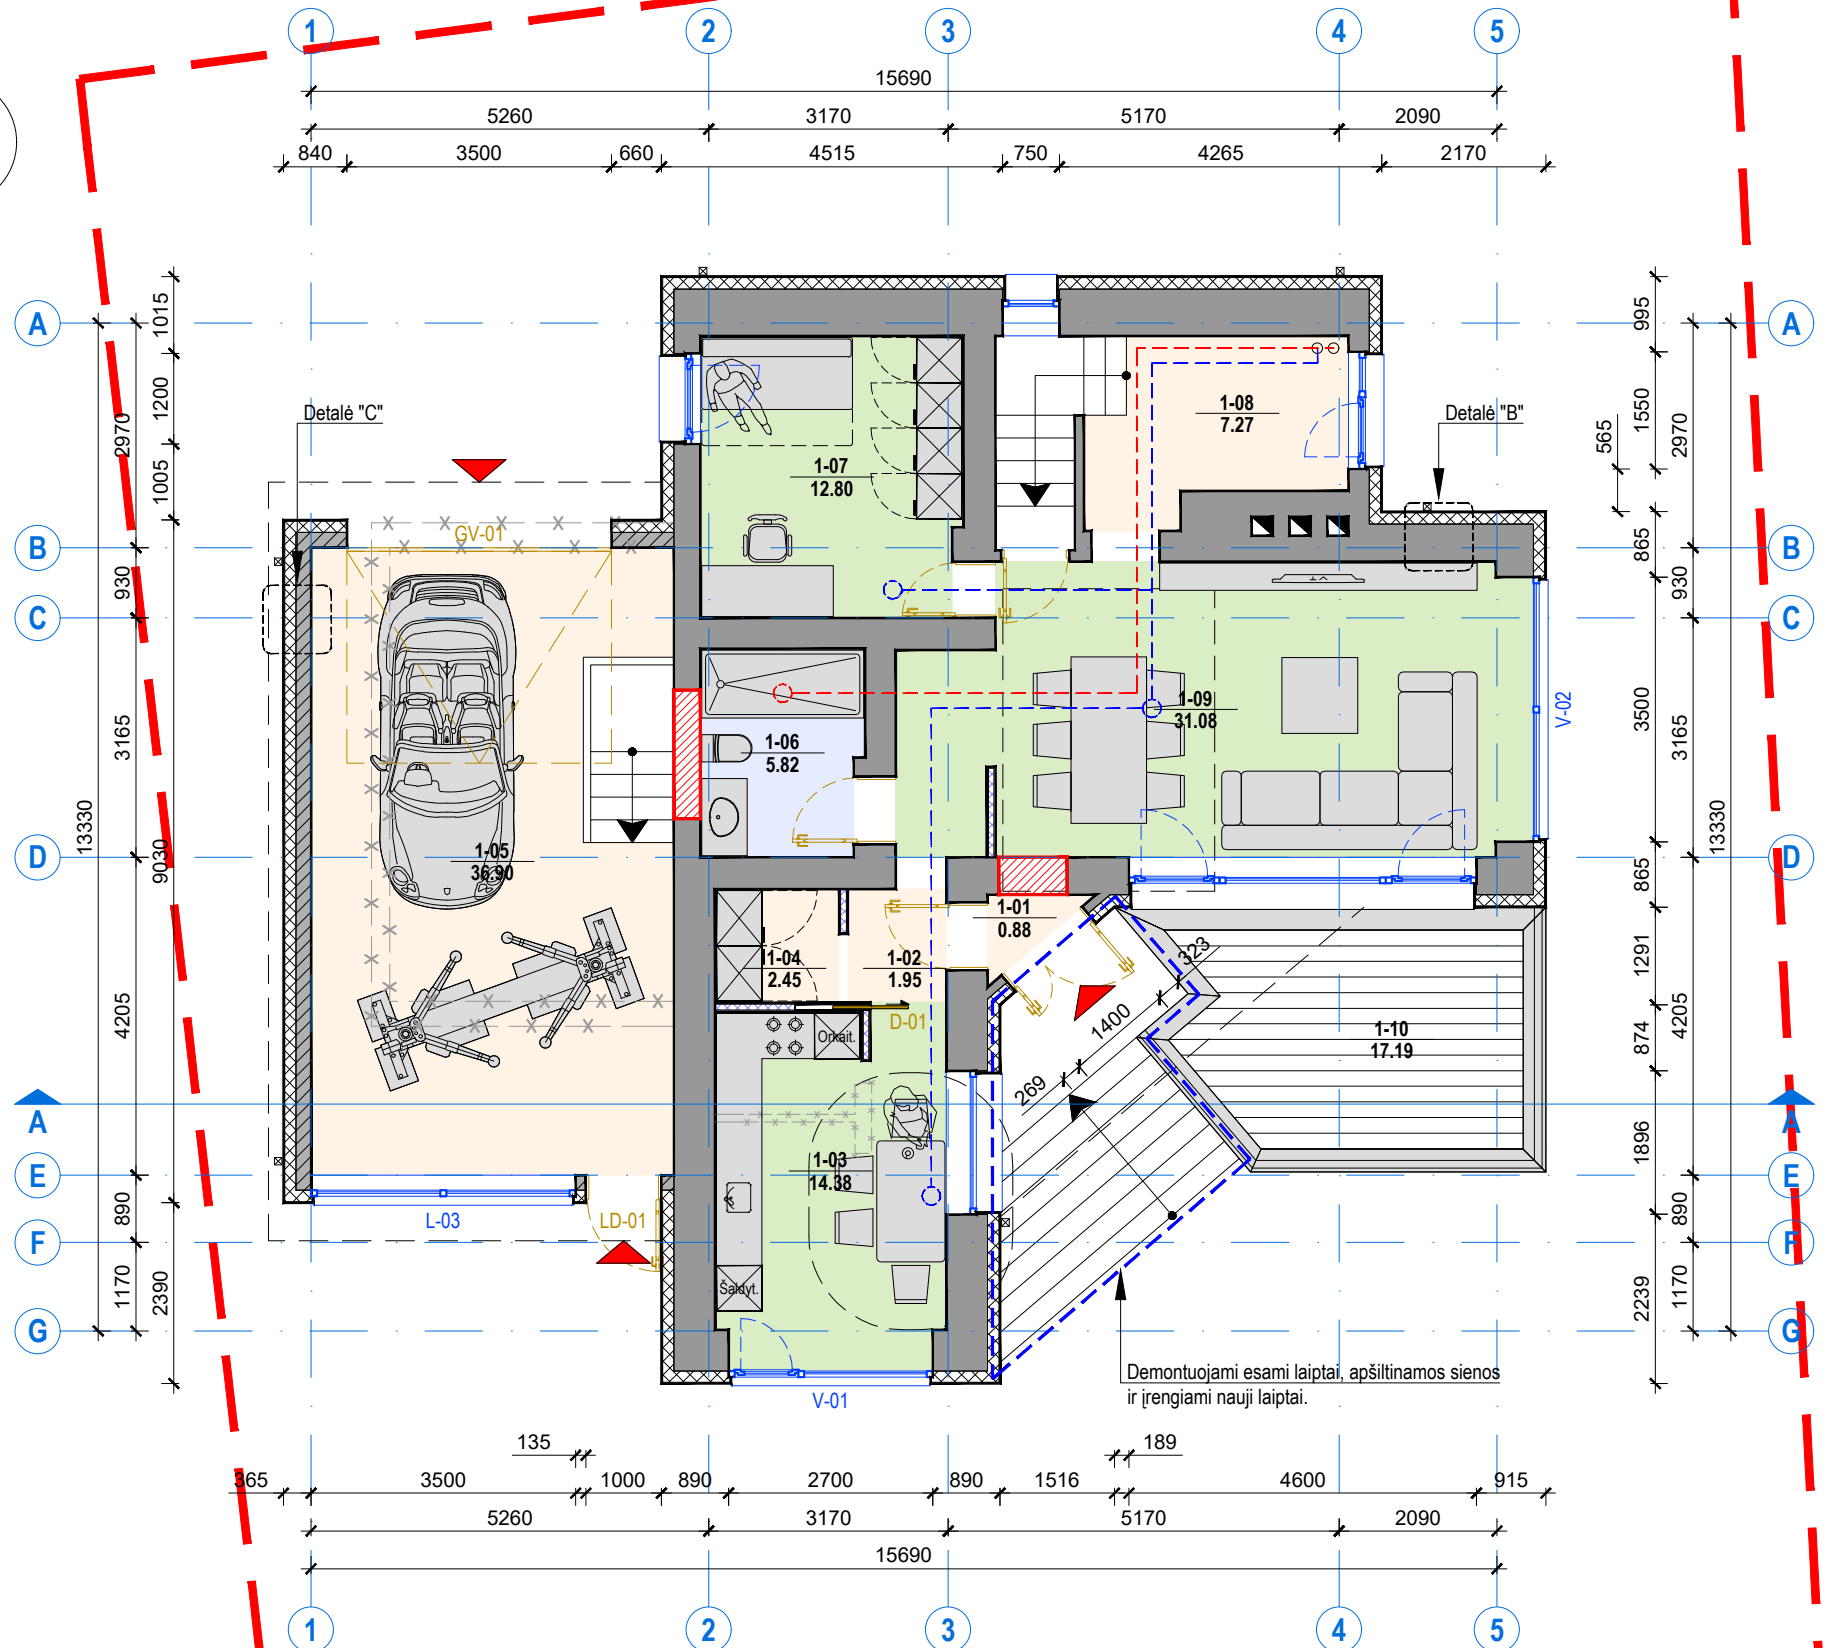 1 2 3 4 5
15690
5260 3170 5170 2090
840 3500 660 4515 750 4265 2170
A A
1015
995
1200
2970
1005
1550
565
2970
Detalė "C"
Detalė "B"
1-08
7.27
1-07
12.80
GV-01
B B
930
865
930
C C
3165
3500
3165
V-02
1-09
31.08
1-06
5.82
13330
9030
13330
D D
1-05
36.90
865
1-01
0.88
1-04
2.45
1-02
1.95
323
1291
4205
1400
4205
D-01
Orkait.
874
1-10
17.19
269
A A
1896
1-03
14.38
E E
L-03
LD-01
890
890
F F
1170
2390
Šaldyt.
2239
1170
G G
V-01
Demontuojami esami laiptai, apšiltinamos sienos
ir įrengiami nauji laiptai.
135 189
365 3500 1000 890 2700 890 1516 4600 915
5260 3170 5170 2090
15690
1 2 3 4 5